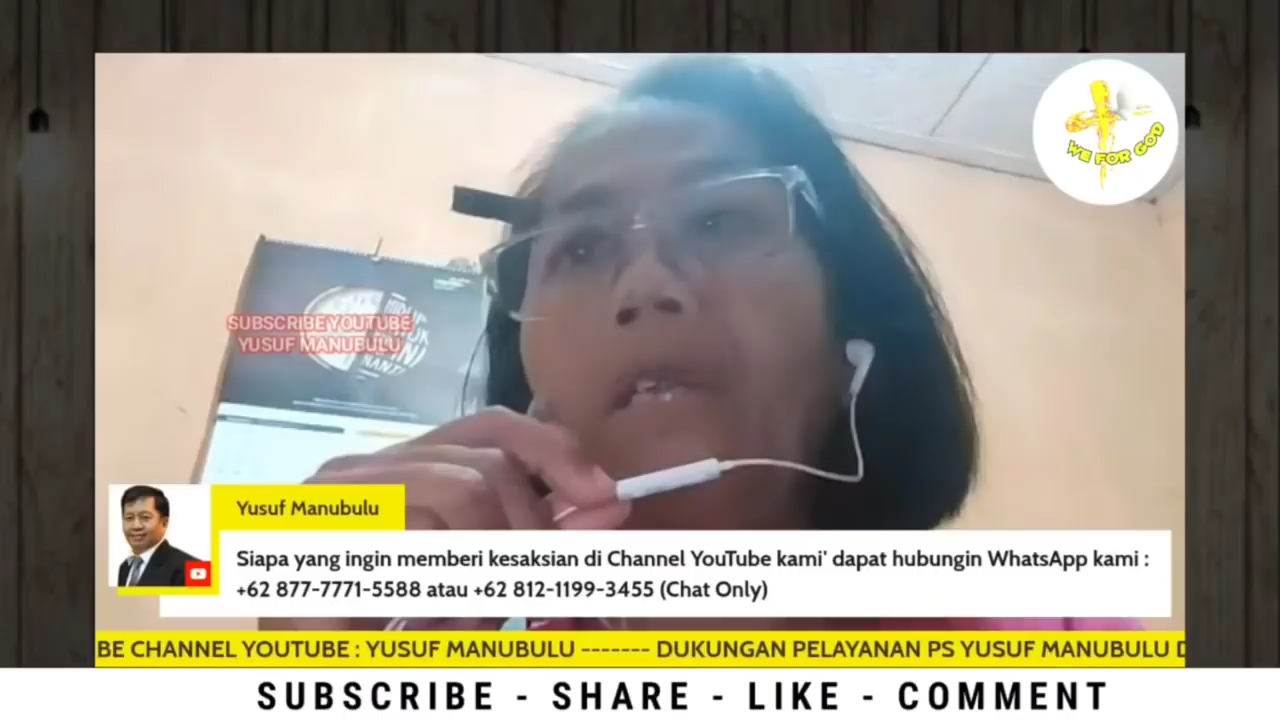 WE FOR GOD
SUBSCRIBE YOUTUBE
YUSUF MANUBULU
Yusuf Manubulu
Siapa yang ingin memberi kesaksian di Channel YouTube kami' dapat hubungin WhatsApp kami :
+62 877-7771-5588 atau +62 812-1199-3455 (Chat Only)
BE CHANNEL YOUTUBE : YUSUF MANUBULU ------- DUKUNGAN PELAYANAN PS YUSUF MANUBULU D
SUBSCRIBE - SHARE - LIKE - COMMENT